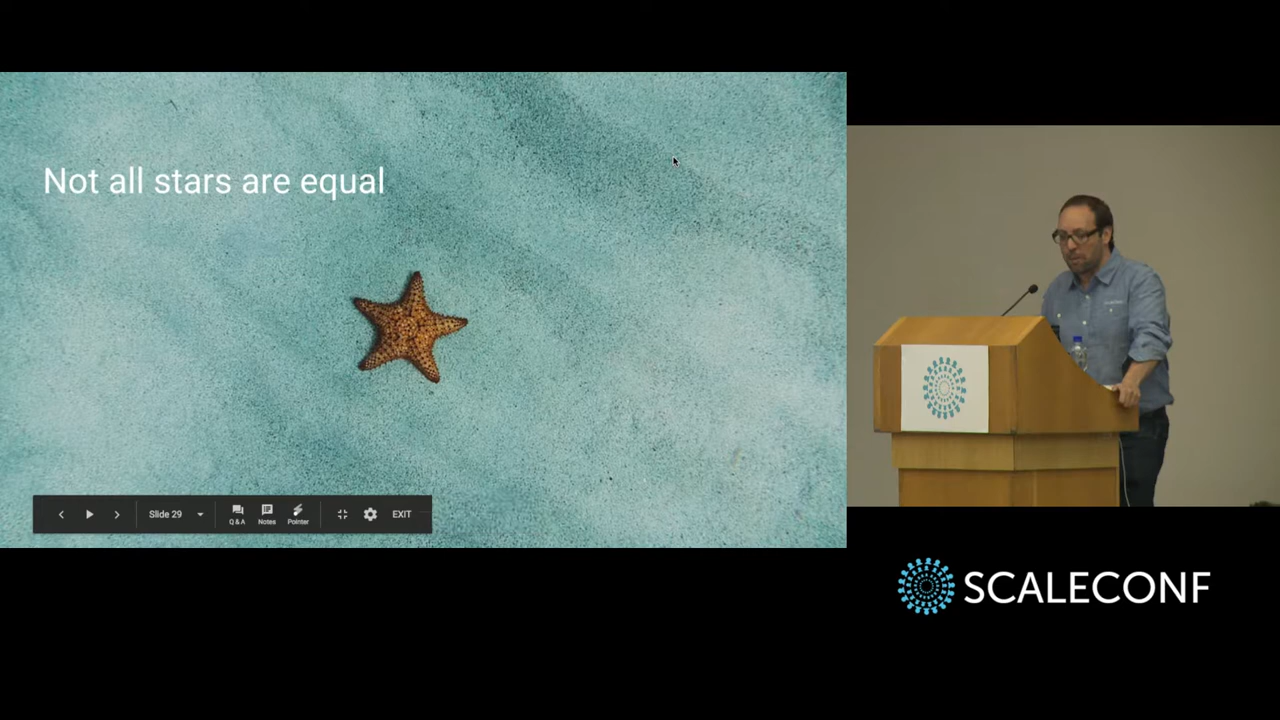 Not all stars are equal
Slide 29
Q & A
Notes
Pointer
EXIT
SCALECONF